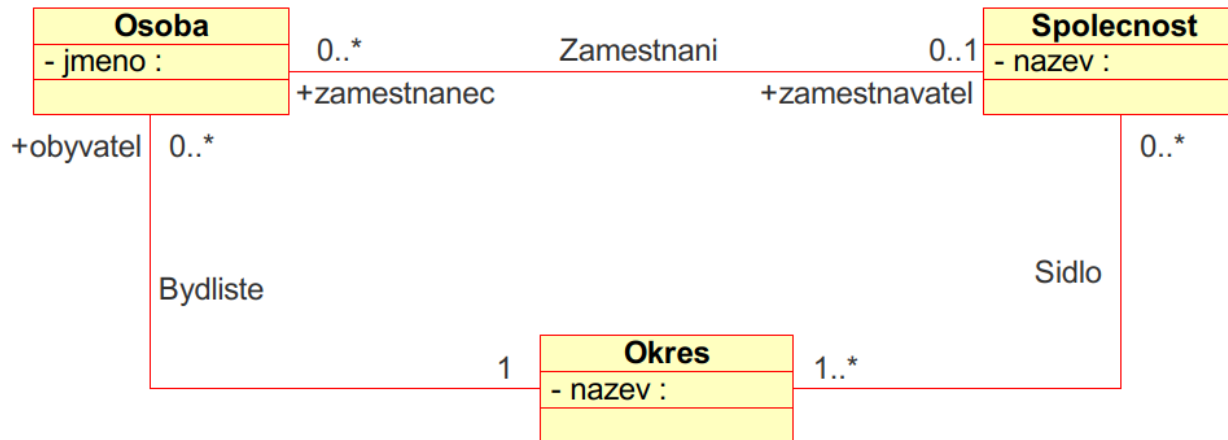 Osoba
- jmeno :
0..*
Zamestnani
0..1
Spolecnost
- nazev :
+zamestnanec
+zamestnavatel
+obyvatel
0..*
0..*
Bydliste
Sidlo
1
Okres
- nazev :
1..*